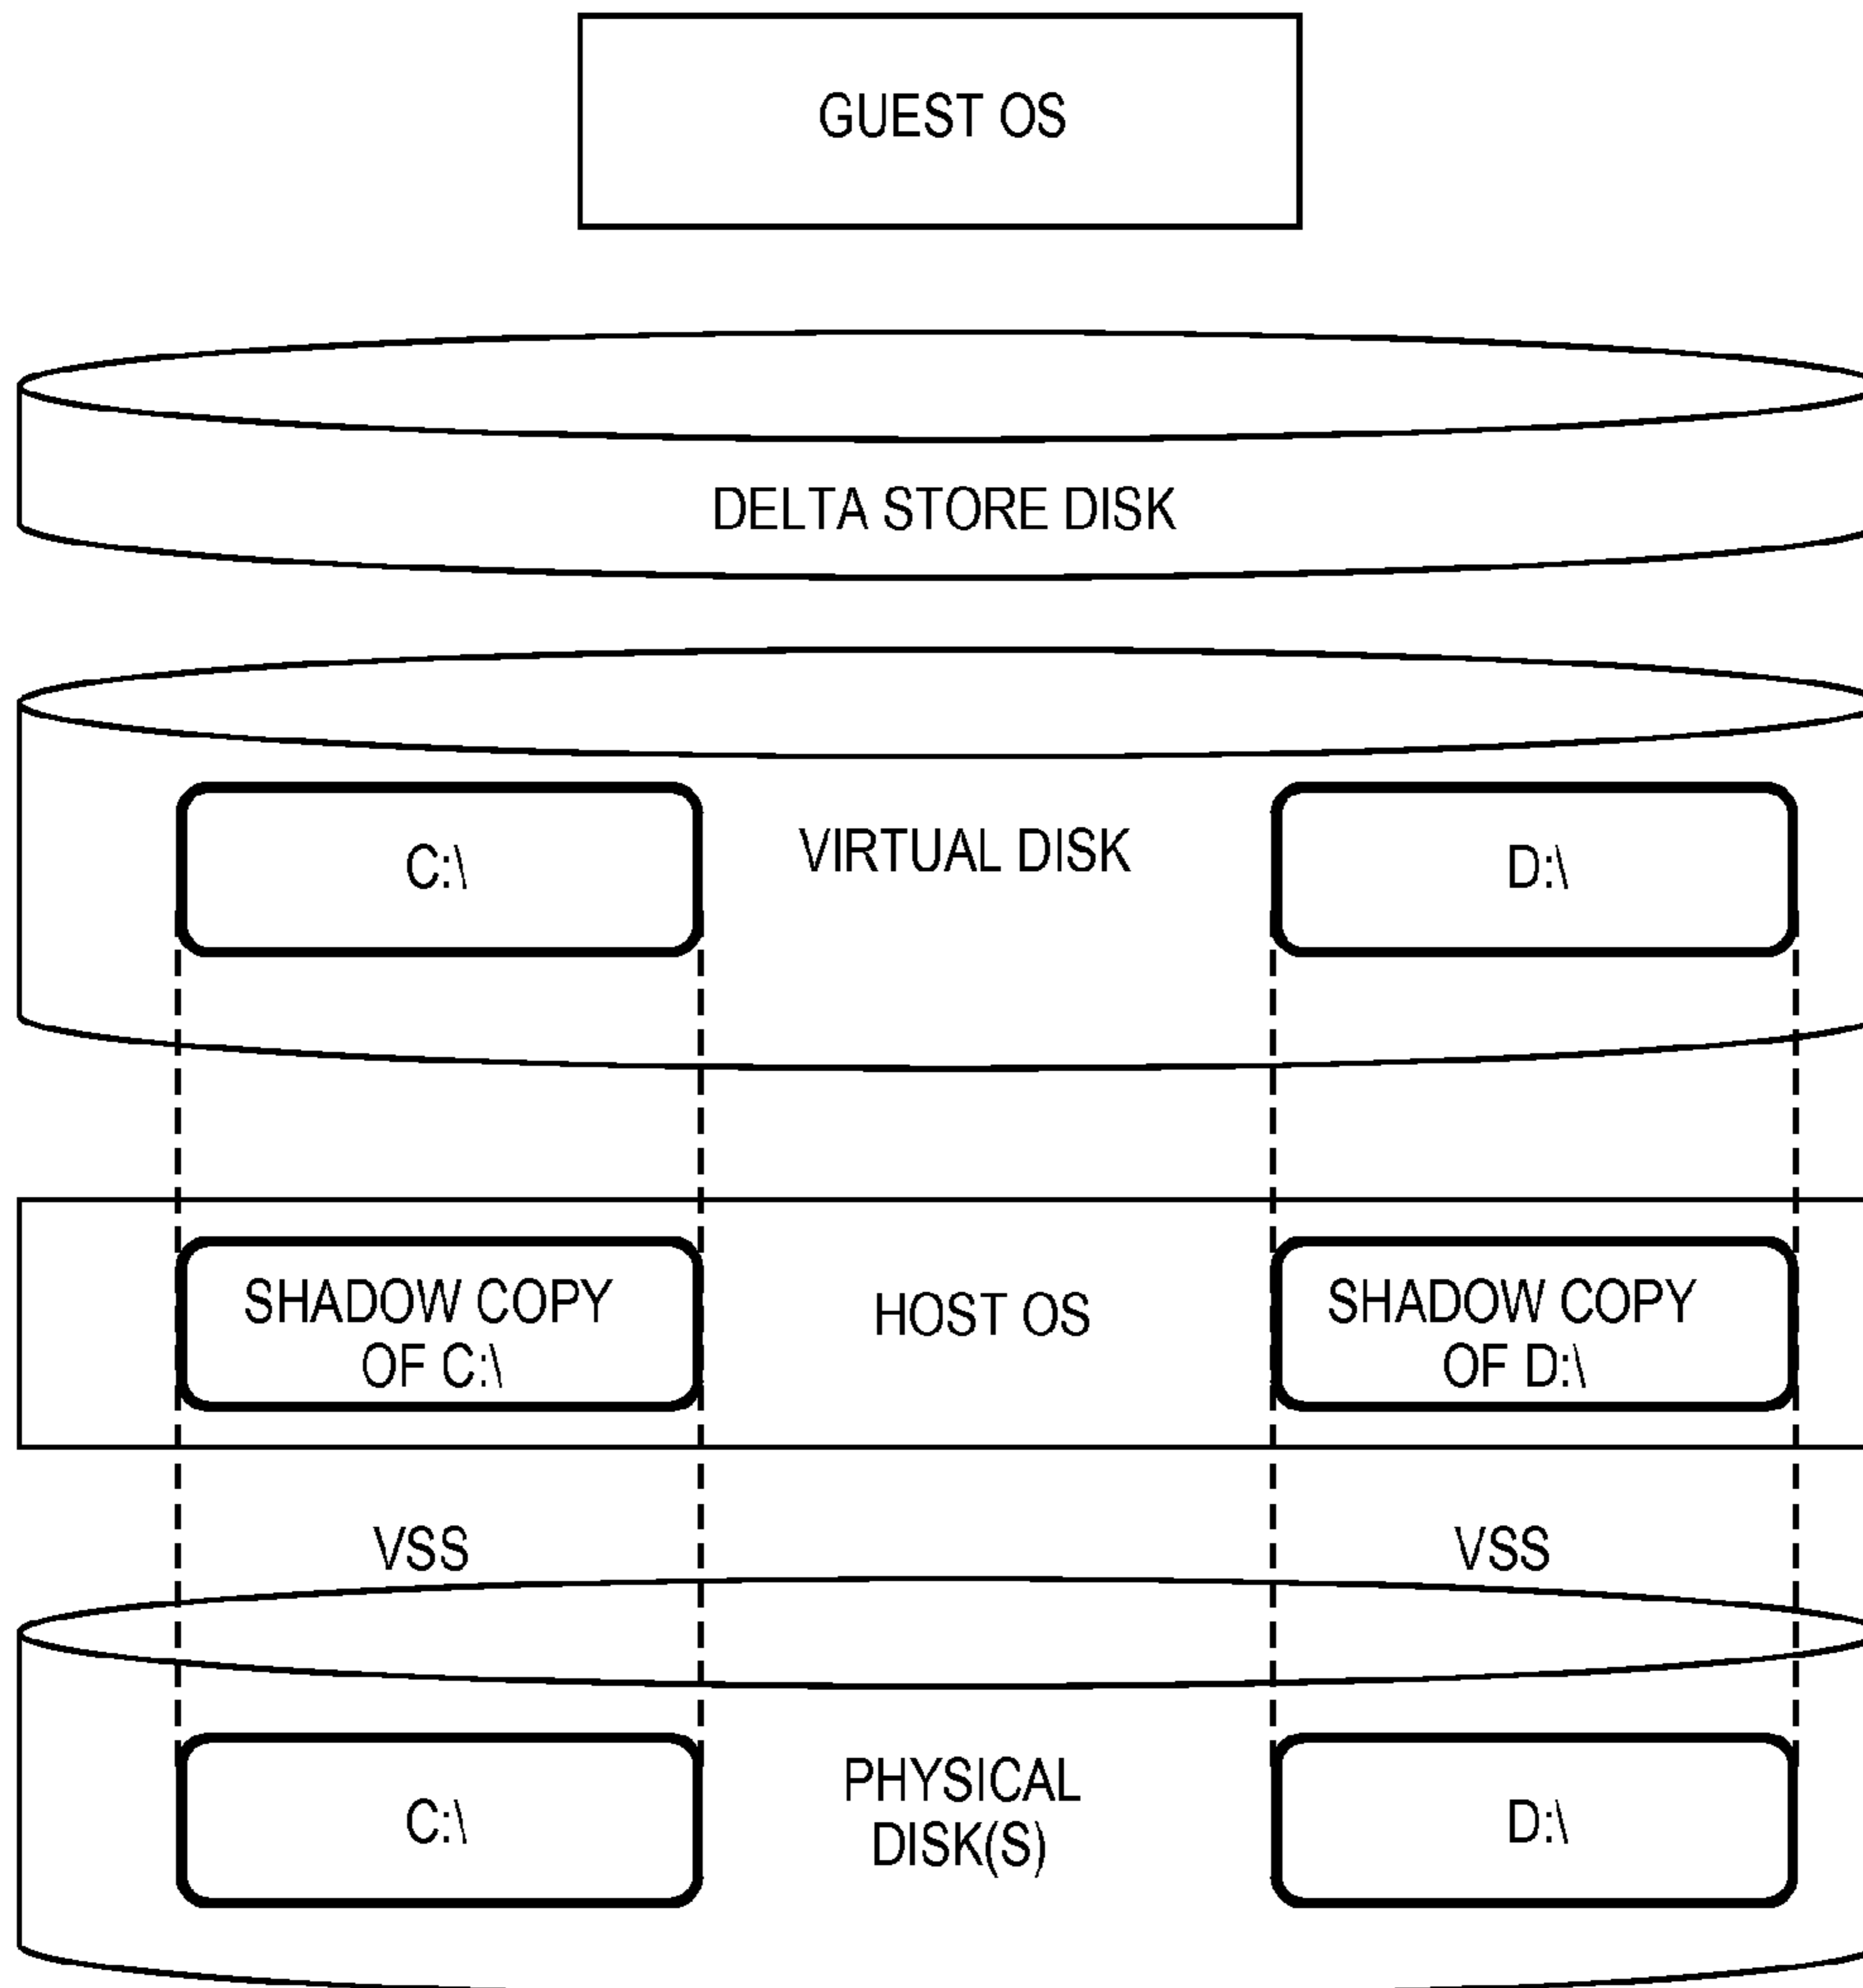 GUEST OS
DELTA STORE DISK
C:\
VIRTUAL DISK
D:\
SHADOW COPY
OF C:\
HOST OS
SHADOW COPY
OF D:\
VSS
VSS
C:\
PHYSICAL
DISK(S)
D:\